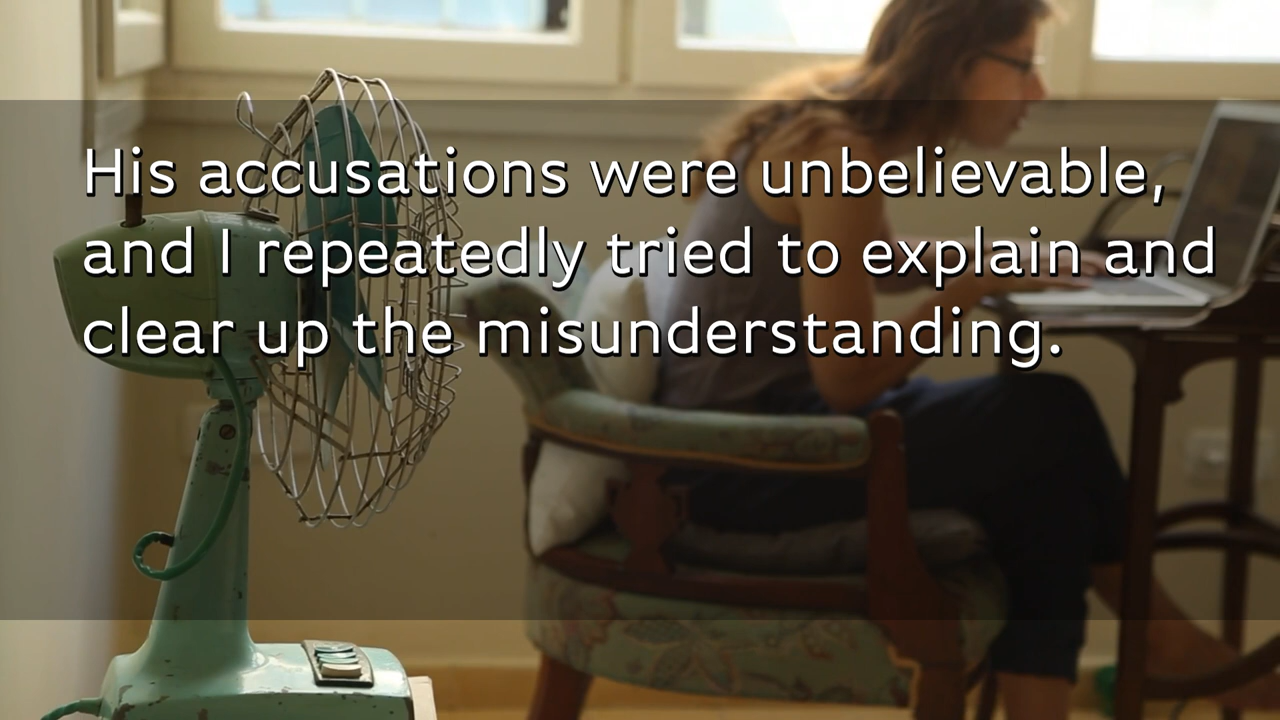 His accusations were unbelievable,
and I repeatedly tried to explain and
clear up the misunderstanding.